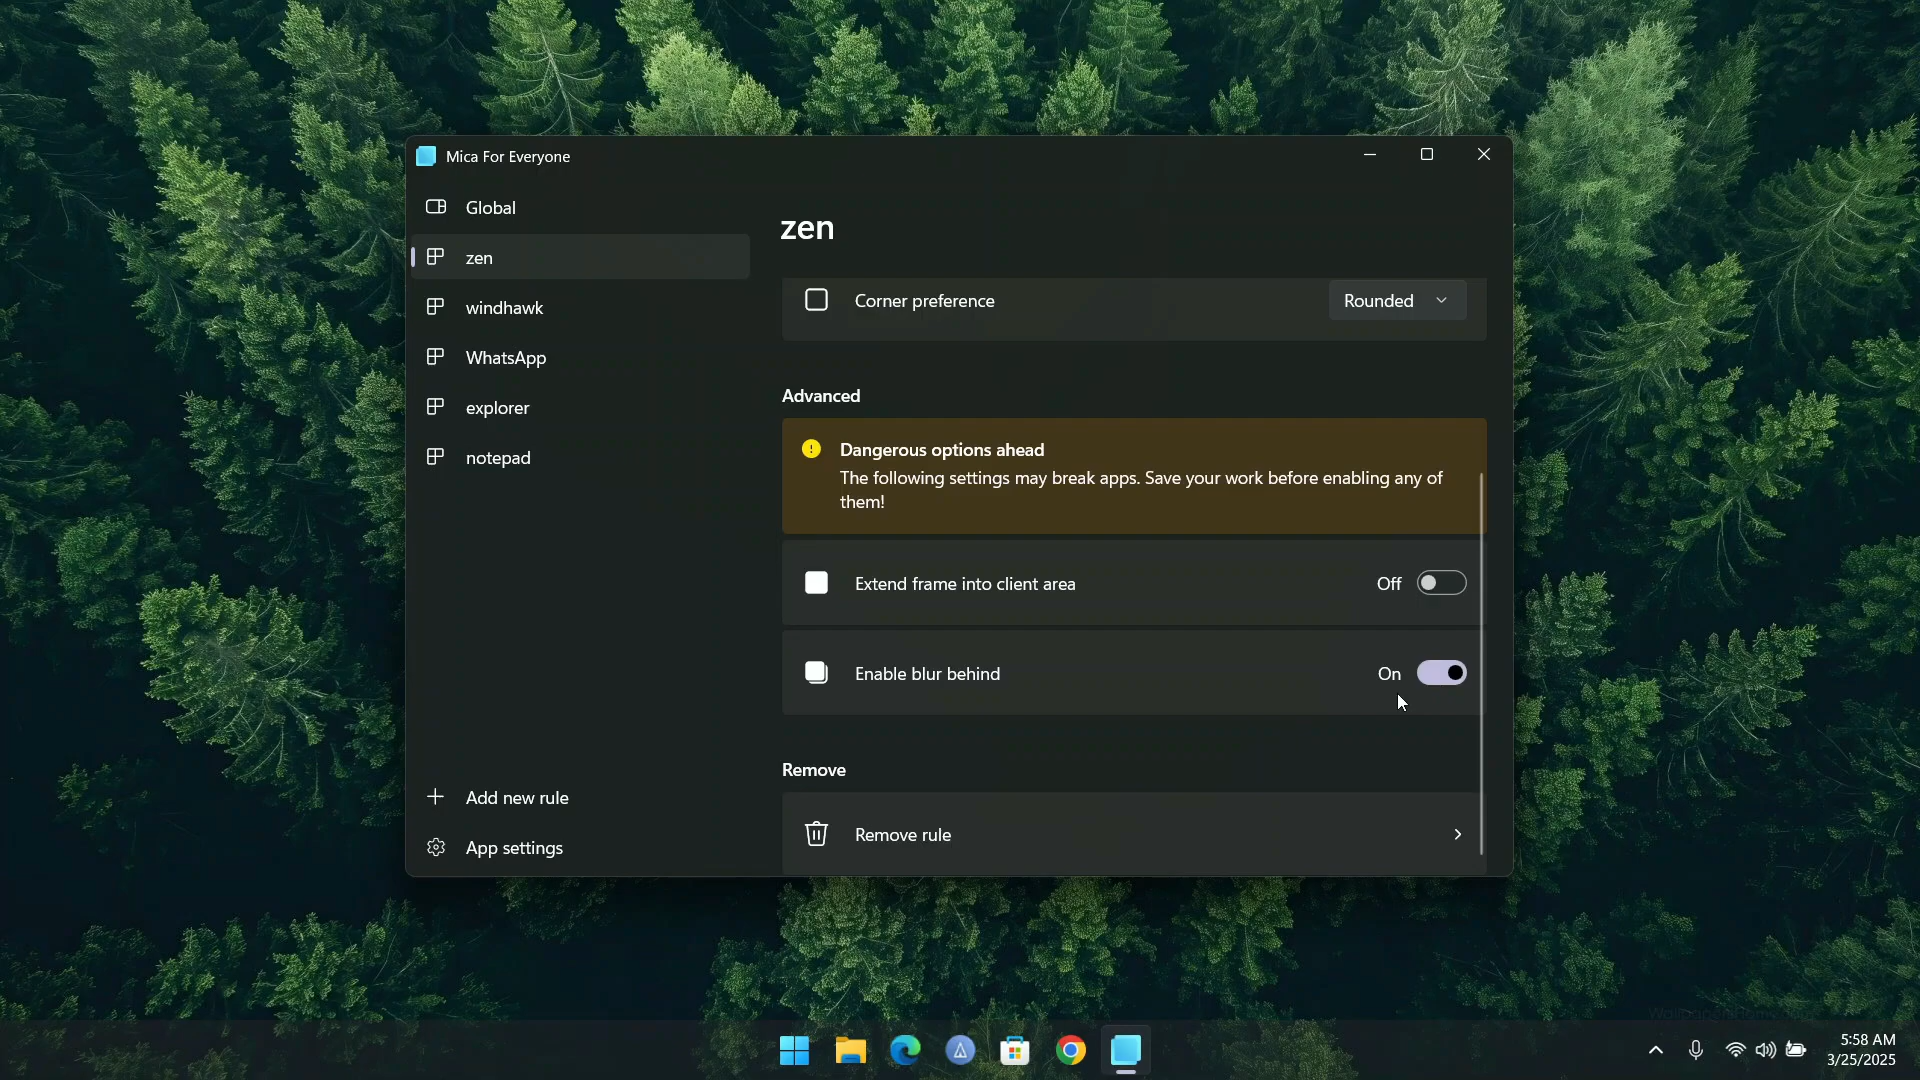 Mica For Everyone
Global
zen
windhawk
WhatsApp
explorer
notepad
Add new rule
App settings
zen
Corner preference
Rounded
Advanced
Dangerous options ahead
The following settings may break apps. Save your work before enabling any of
them!
Extend frame into client area
Off
Enable blur behind
On
Remove
Remove rule
5:58 AM
3/25/2025